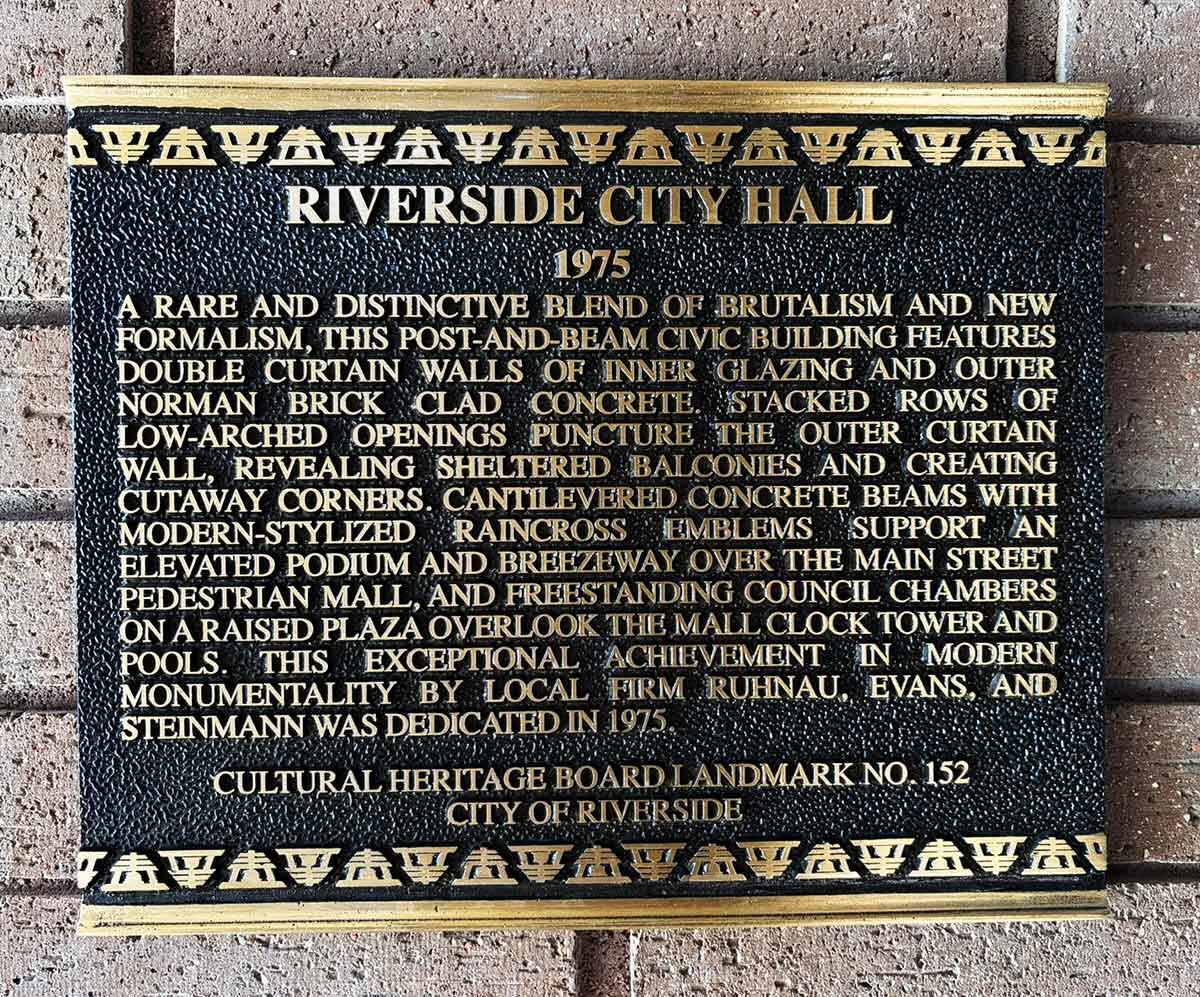 RIVERSIDE CITY HALL
1975
A RARE AND DISTINCTIVE BLEND OF BRUTALISM AND NEW
FORMALISM, THIS POST-AND-BEAM CIVIC BUILDING FEATURES
DOUBLE CURTAIN WALLS OF INNER GLAZING AND OUTER
NORMAN BRICK CLAD CONCRETE. STACKED ROWS OF
LOW-ARCHED OPENINGS PUNCTURE THE OUTER CURTAIN
WALL, REVEALING SHELTERED BALCONIES AND CREATING
CUTAWAY CORNERS. CANTILEVERED CONCRETE BEAMS WITH
MODERN-STYLIZED RAINCROSS EMBLEMS SUPPORT AN
ELEVATED PODIUM AND BREEZEWAY OVER THE MAIN STREET
PEDESTRIAN MALL, AND FREESTANDING COUNCIL CHAMBERS
ON A RAISED PLAZA OVERLOOK THE MALL CLOCK TOWER AND
POOLS. THIS EXCEPTIONAL ACHIEVEMENT IN MODERN
MONUMENTALITY BY LOCAL FIRM RUHNAU, EVANS, AND
STEINMANN WAS DEDICATED IN 1975.
CULTURAL HERITAGE BOARD LANDMARK NO. 152
CITY OF RIVERSIDE